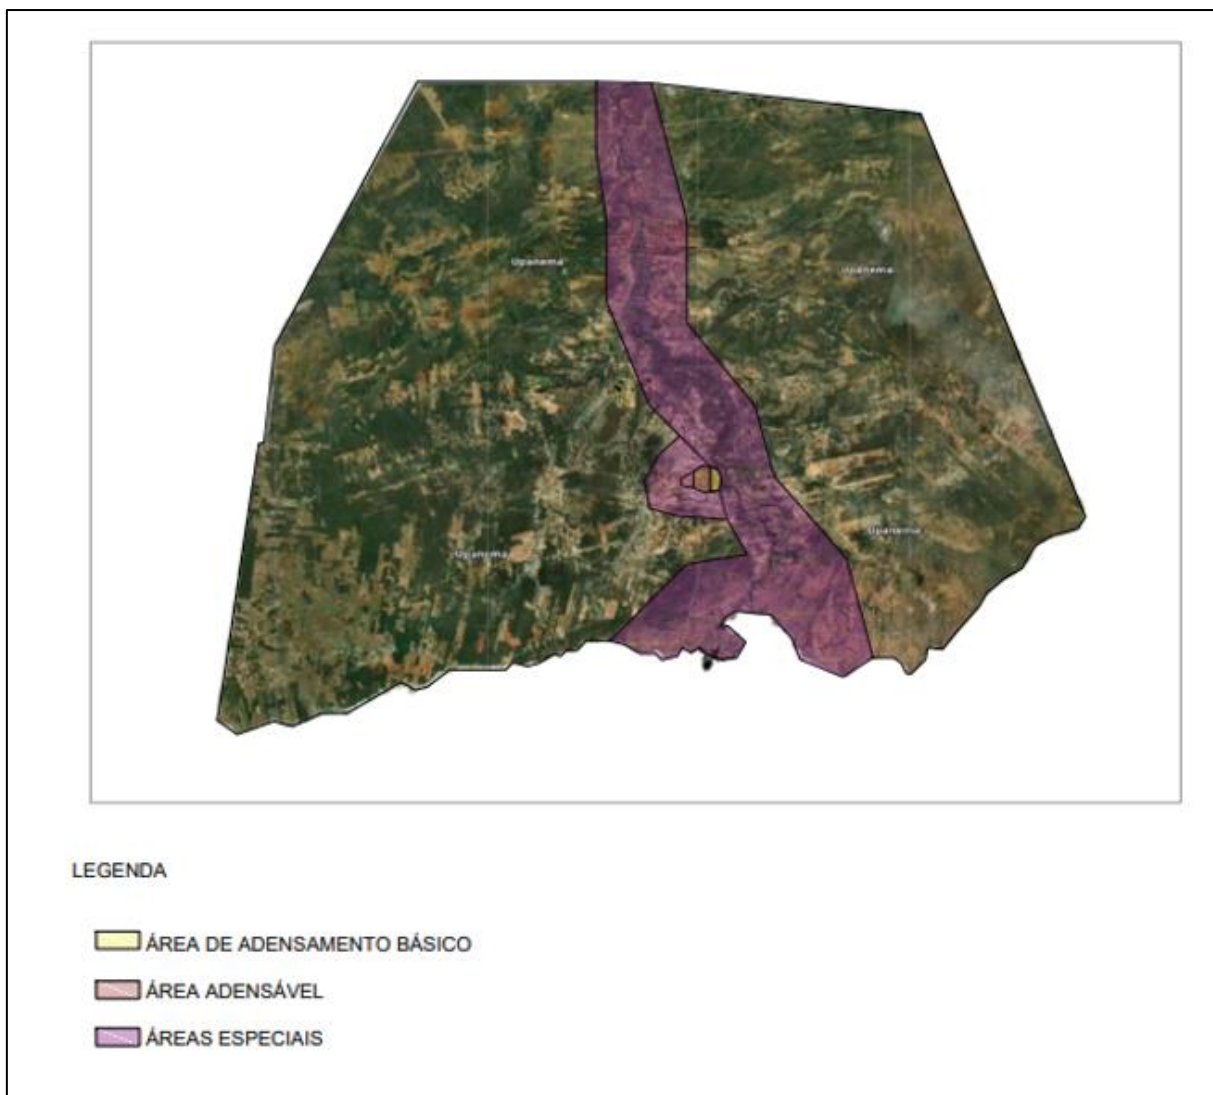 Upanema
Upanema
Upanema
Upanema
LEGENDA
ÁREA DE ADENSAMENTO BÁSICO
ÁREA ADENSÁVEL
ÁREAS ESPECIAIS